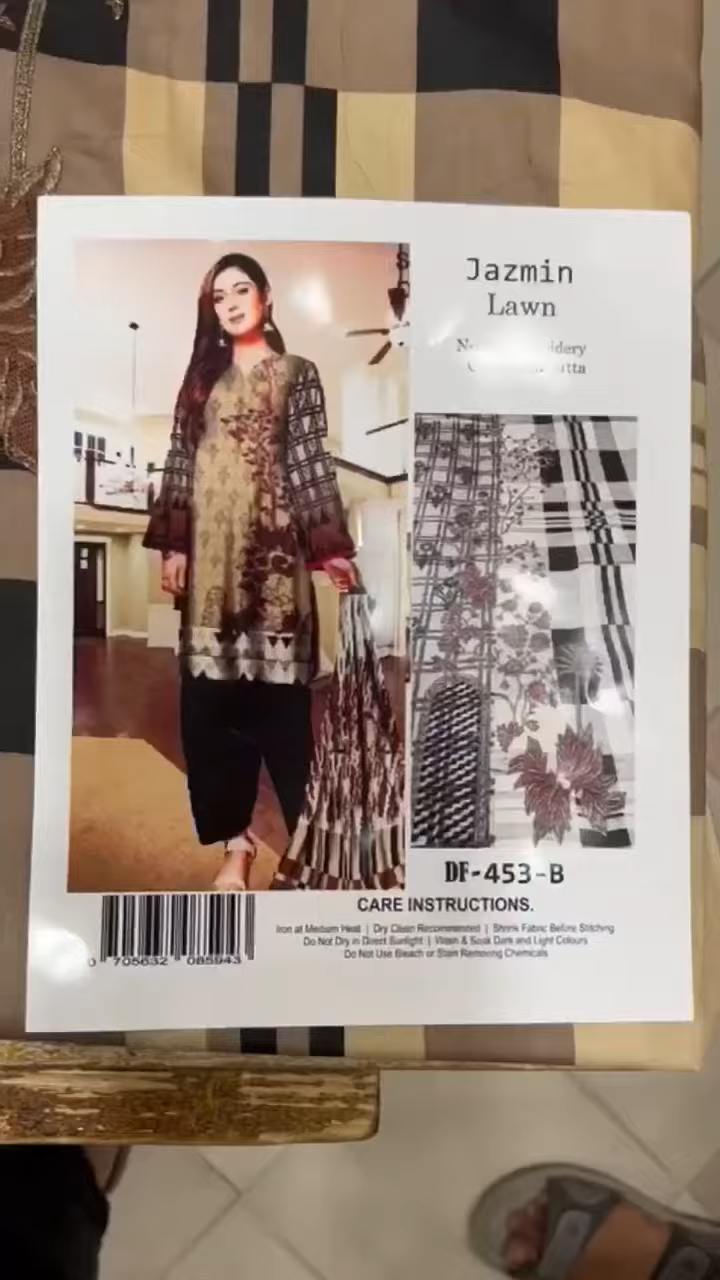 Jazmin
Lawn
DF-453-B
CARE INSTRUCTIONS.
Iron at Medium Heat | Dry Clean Recommended | Shrink Fabric Before Stitching
Do Not Dry in Direct Sunlight | Wash & Soak Dark and Light Colours
Do Not Use Bleach or Stain Removing Chemicals
0 705632 085943